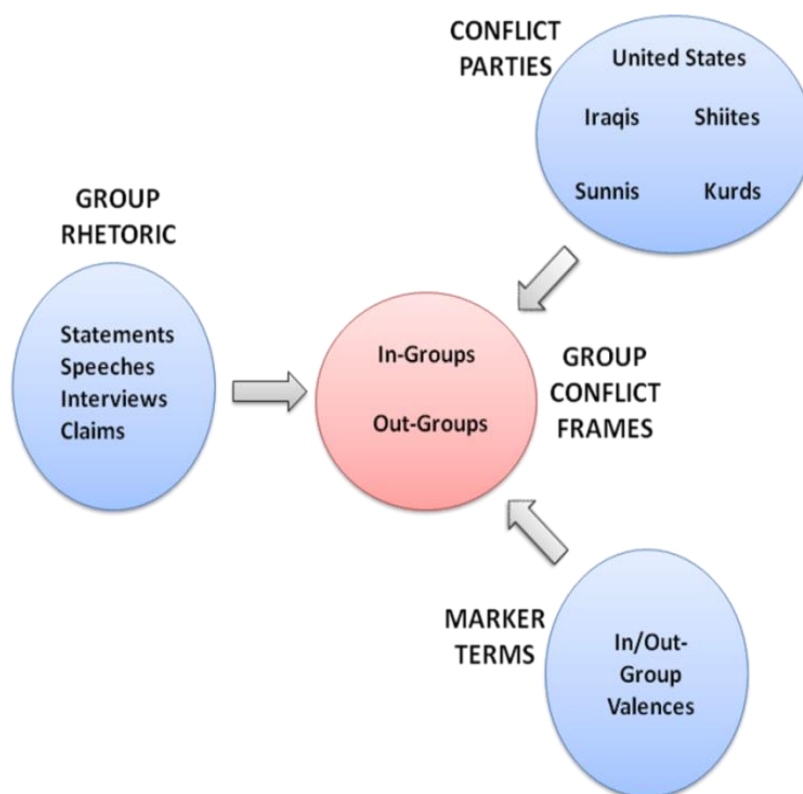 CONFLICT
PARTIES
United States
Iraqis Shiites
Sunnis Kurds
GROUP
RHETORIC
Statements
Speeches
Interviews
Claims
In-Groups
Out-Groups
GROUP
CONFLICT
FRAMES
MARKER
TERMS
In/Out-
Group
Valences